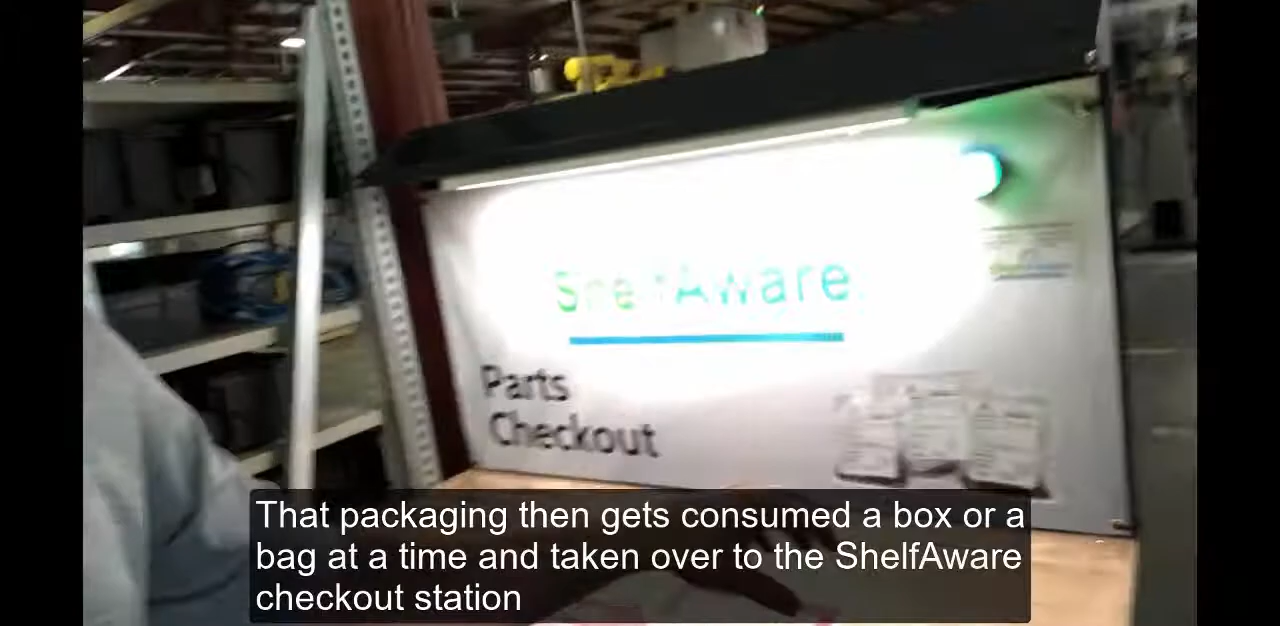 ShelfAware
Parts
Checkout
That packaging then gets consumed a box or a
bag at a time and taken over to the ShelfAware
checkout station